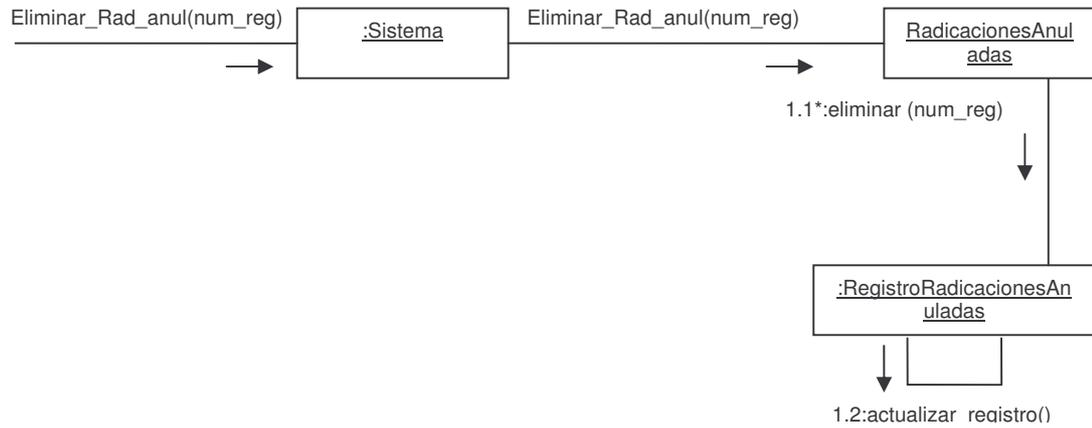 Eliminar_Rad_anul(num_reg)
:Sistema
Eliminar_Rad_anul(num_reg)
RadicacionesAnul
adas
1.1*:eliminar (num_reg)
:RegistroRadicacionesAn
uladas
1.2:actualizar_registro()